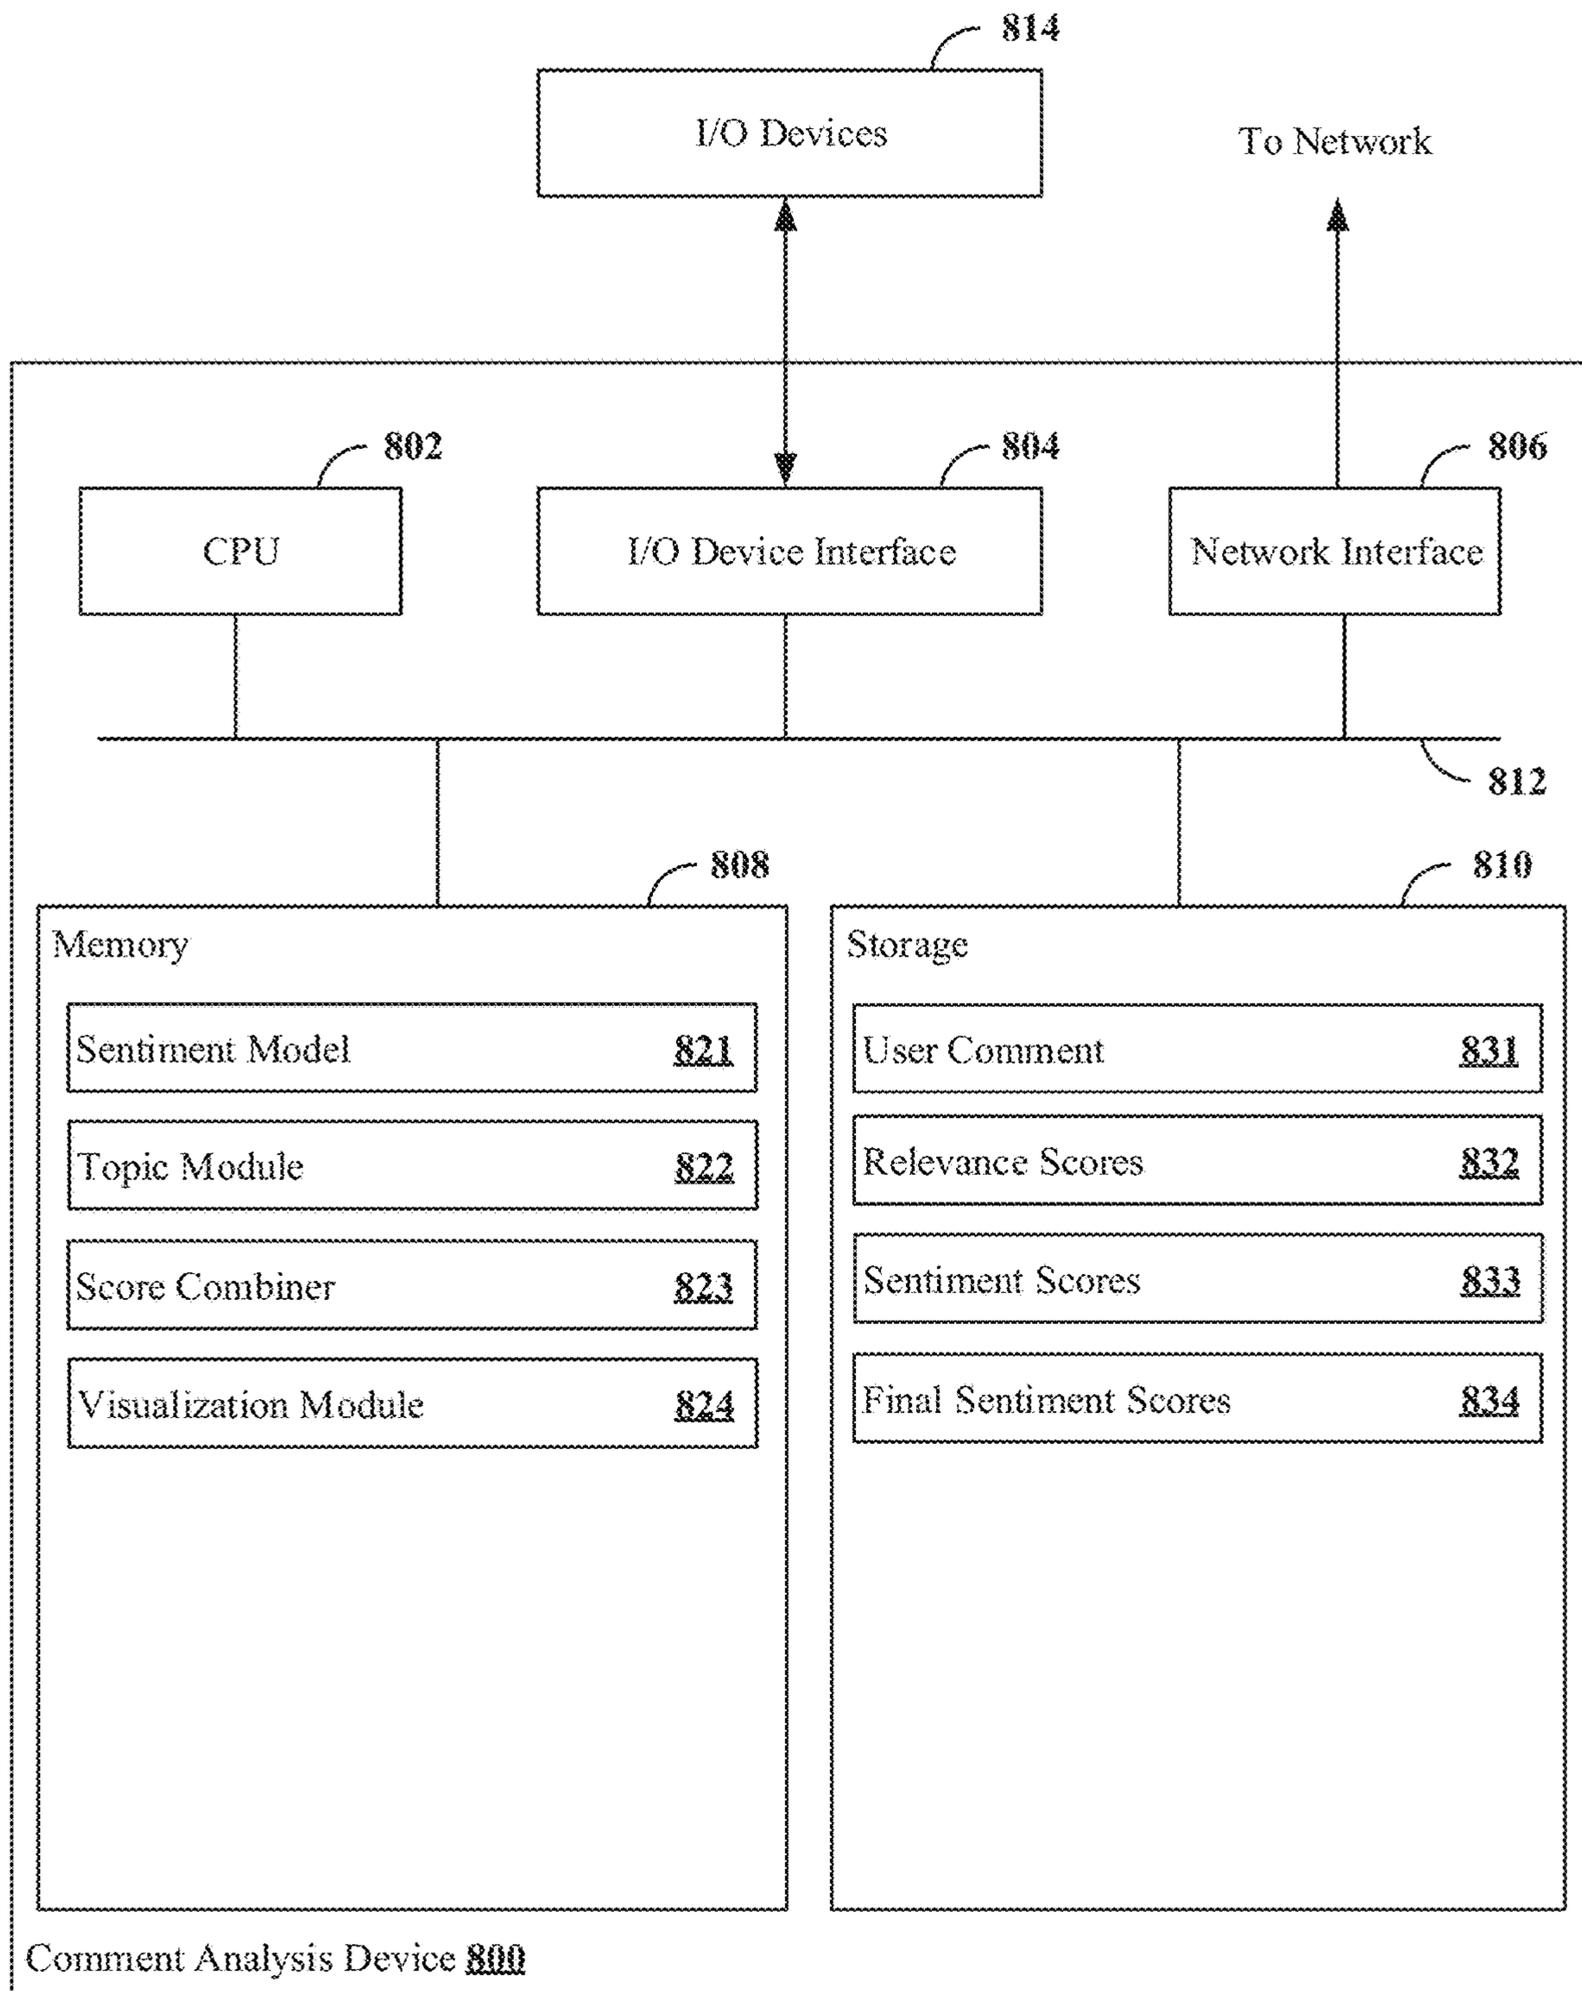 814
I/O Devices
To Network
802
804
806
CPU
I/O Device Interface
Network Interface
812
808
810
Memory
Storage
Sentiment Model 821
Topic Module 822
Score Combiner 823
Visualization Module 824
User Comment 831
Relevance Scores 832
Sentiment Scores 833
Final Sentiment Scores 834
Comment Analysis Device 800